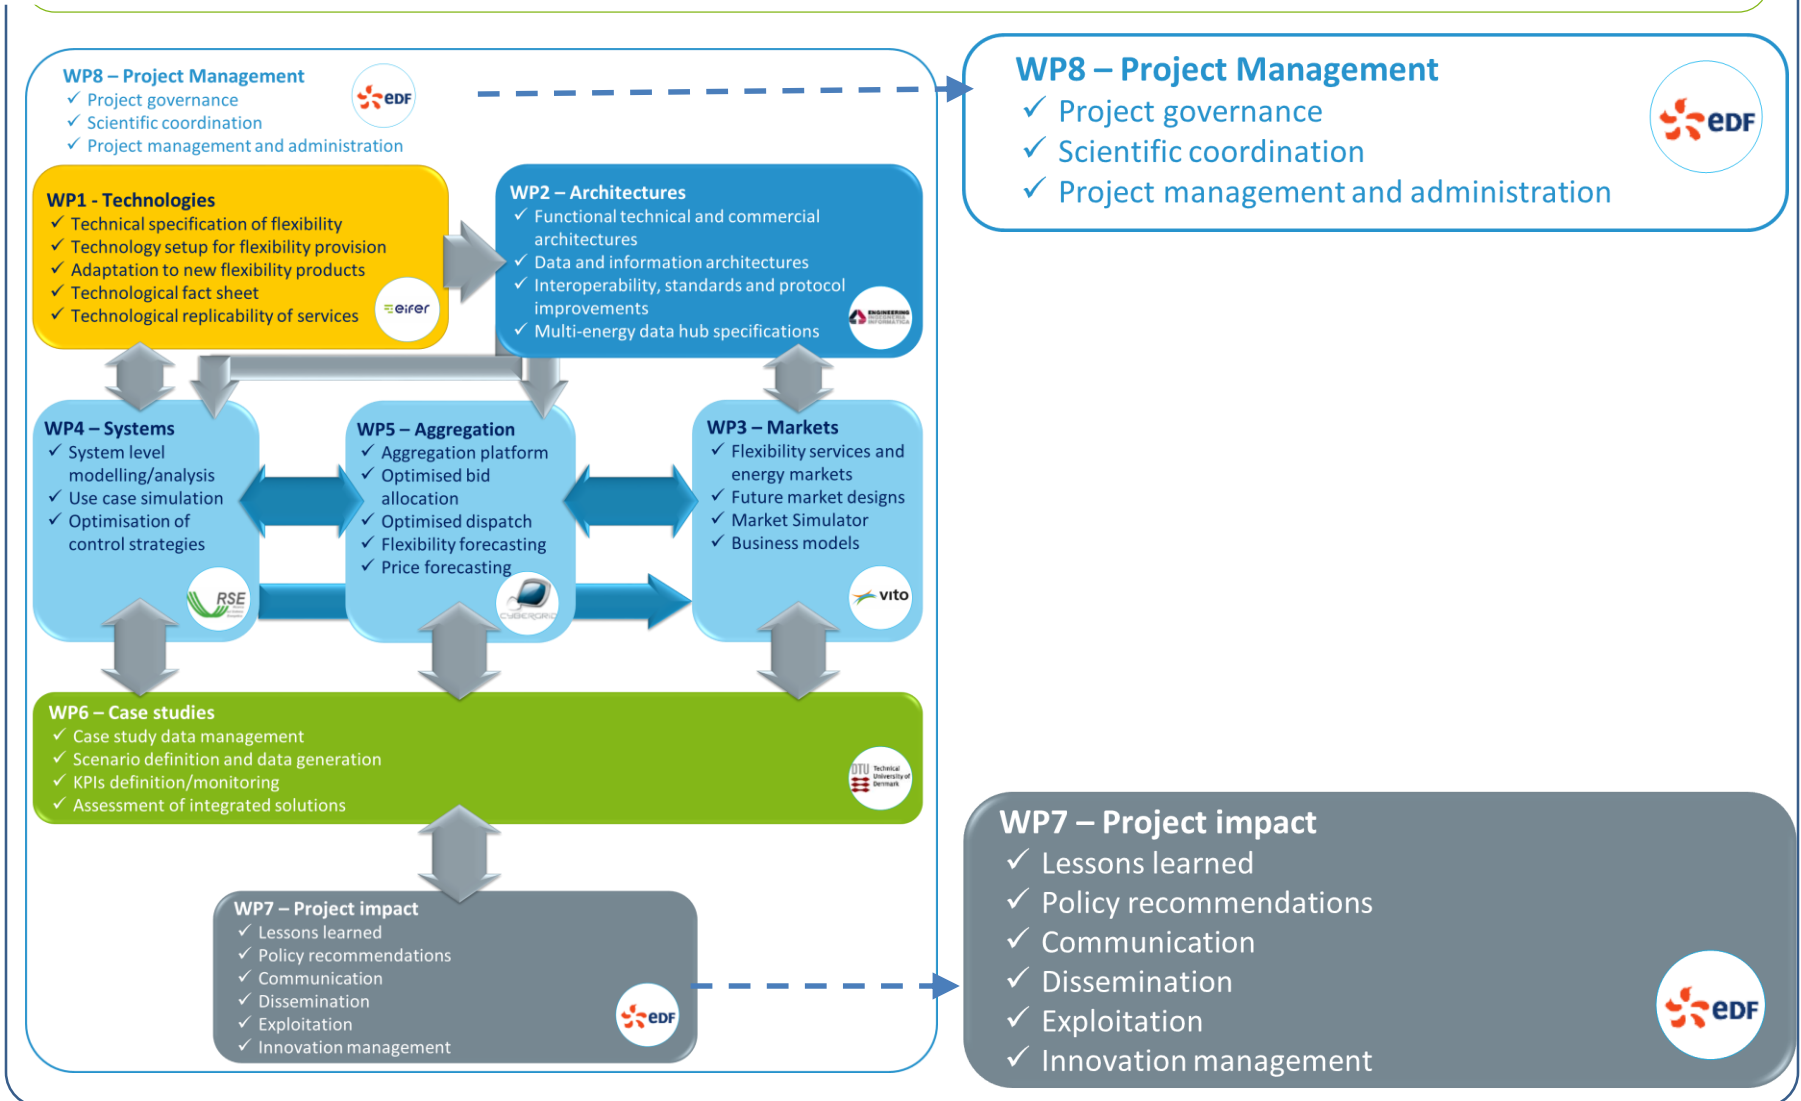 WP8 – Project Management
✓ Project governance
✓ Scientific coordination
✓ Project management and administration
eDF
WP1 - Technologies
✓ Technical specification of flexibility
✓ Technology setup for flexibility provision
✓ Adaptation to new flexibility products
✓ Technological fact sheet
✓ Technological replicability of services
eifer
WP2 – Architectures
✓ Functional technical and commercial
architectures
✓ Data and information architectures
✓ Interoperability, standards and protocol
improvements
✓ Multi-energy data hub specifications
ENGINEERING
INGEGNERIA
INFORMATICA
WP4 – Systems
✓ System level
modelling/analysis
✓ Use case simulation
✓ Optimisation of
control strategies
RSE
WP5 – Aggregation
✓ Aggregation platform
✓ Optimised bid
allocation
✓ Optimised dispatch
✓ Flexibility forecasting
✓ Price forecasting
CYBERGRID
WP3 – Markets
✓ Flexibility services and
energy markets
✓ Future market designs
✓ Market Simulator
✓ Business models
vito
WP6 – Case studies
✓ Case study data management
✓ Scenario definition and data generation
✓ KPIs definition/monitoring
✓ Assessment of integrated solutions
DTU
Technical
University of
Denmark
WP7 – Project impact
✓ Lessons learned
✓ Policy recommendations
✓ Communication
✓ Dissemination
✓ Exploitation
✓ Innovation management
eDF
WP8 – Project Management
✓ Project governance
✓ Scientific coordination
✓ Project management and administration
eDF
WP7 – Project impact
✓ Lessons learned
✓ Policy recommendations
✓ Communication
✓ Dissemination
✓ Exploitation
✓ Innovation management
eDF